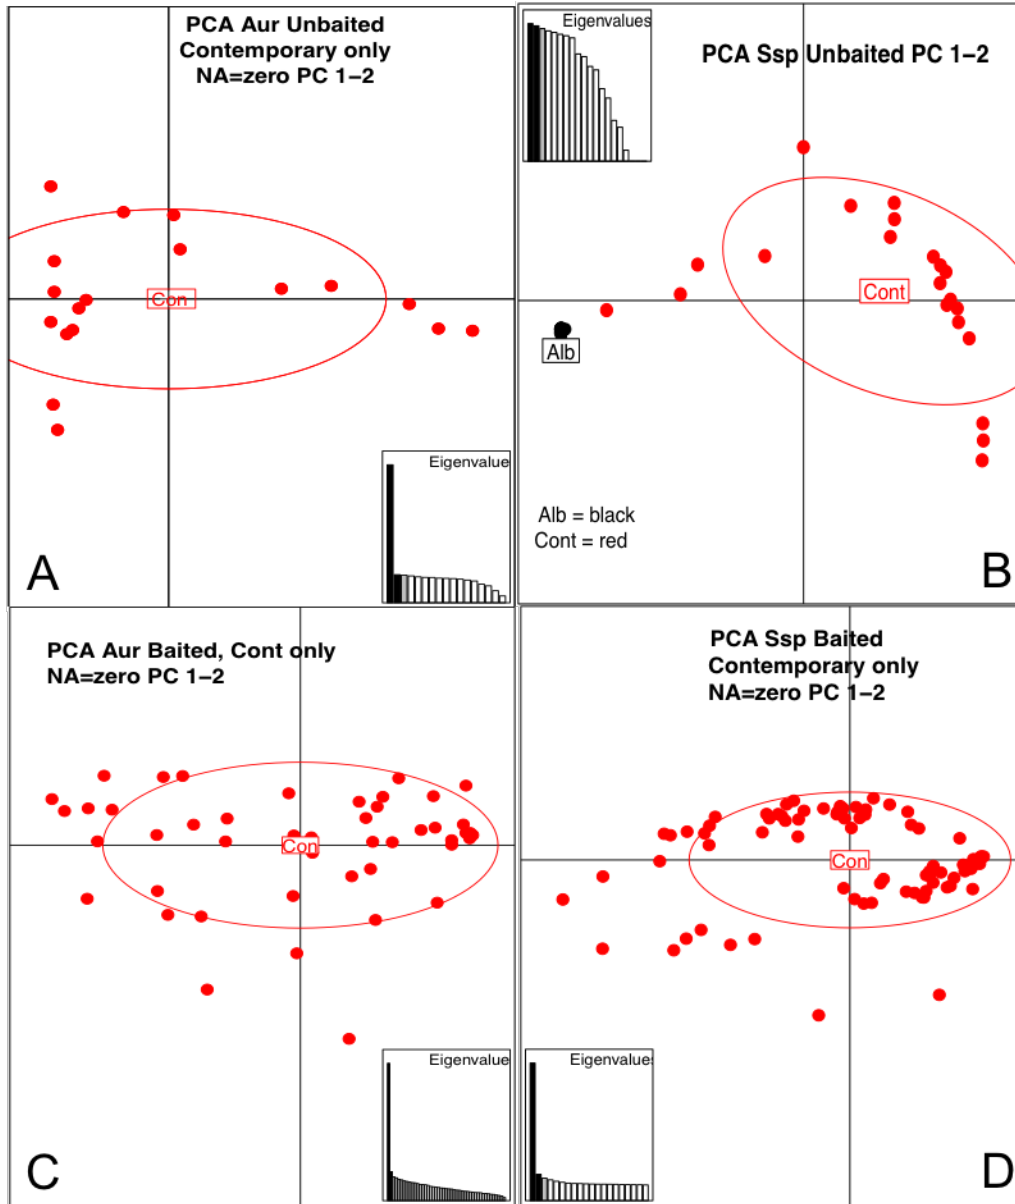 PCA Aur Unbaited
Contemporary only
NA=zero PC 1–2
Con
Eigenvalue
A
Eigenvalues
PCA Ssp Unbaited PC 1–2
Cont
Alb
Alb = black
Cont = red
B
PCA Aur Baited, Cont only
NA=zero PC 1–2
Con
Eigenvalue
C
PCA Ssp Baited
Contemporary only
NA=zero PC 1–2
Con
Eigenvalues
D